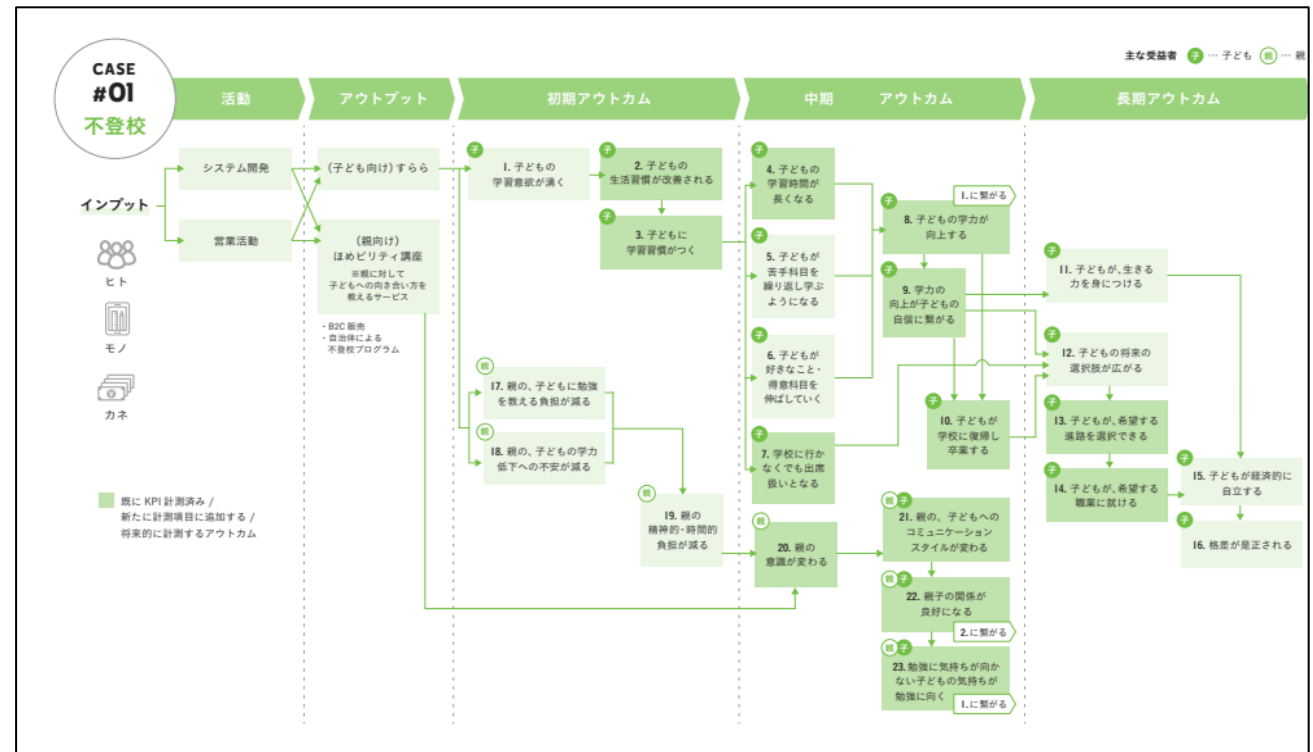 主な受益者 子 … 子ども 親 … 親
CASE
#01
不登校
活動
アウトプット
初期アウトカム
中期 アウトカム
長期アウトカム
インプット
ヒト
モノ
カネ
システム開発
営業活動
(子ども向け)すらら
(親向け)
ほめビリティ講座
※親に対して
子どもへの向き合い方を
教えるサービス
・B2C 販売
・自治体による
不登校プログラム
子
1. 子どもの
学習意欲が湧く
子
2. 子どもの
生活習慣が改善される
子
3. 子どもに
学習習慣がつく
親
17. 親の、子どもに勉強
を教える負担が減る
親
18. 親の、子どもの学力
低下への不安が減る
親
19. 親の
精神的・時間的
負担が減る
子
4. 子どもの
学習時間が
長くなる
子
5. 子どもが
苦手科目を
繰り返し学ぶ
ようになる
子
6. 子どもが
好きなこと・
得意科目を
伸ばしていく
子
7. 学校に行か
なくても出席
扱いとなる
親
20. 親の
意識が変わる
1.に繋がる
子
8. 子どもの学力が
向上する
子
9. 学力の
向上が子どもの
自信に繋がる
子
10. 子どもが
学校に復帰し
卒業する
親 子
21. 親の、子どもへの
コミュニケーション
スタイルが変わる
親 子
22. 親子の関係が
良好になる
2.に繋がる
親 子
23. 勉強に気持ちが向か
ない子どもの気持ちが
勉強に向く
1.に繋がる
子
11. 子どもが、生きる
力を身につける
子
12. 子どもの将来の
選択肢が広がる
子
13. 子どもが、希望する
進路を選択できる
子
14. 子どもが、希望する
職業に就ける
子
15. 子どもが経済的に
自立する
子
16. 格差が是正される
既に KPI 計測済み /
新たに計測項目に追加する /
将来的に計測するアウトカム